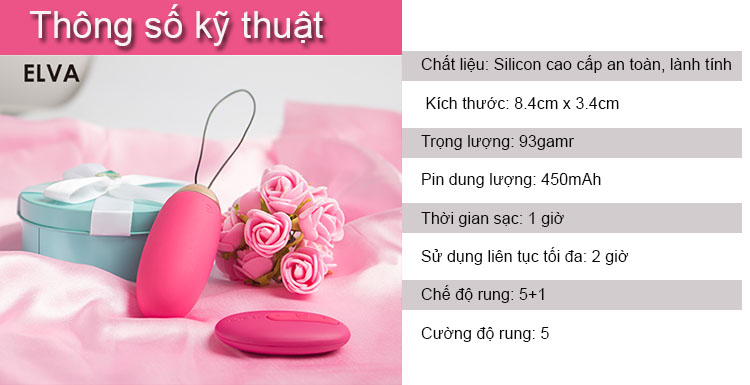 Thông số kỹ thuật
ELVA
Chất liệu: Silicon cao cấp an toàn, lành tính
Kích thước: 8.4cm x 3.4cm
Trọng lượng: 93gamr
Pin dung lượng: 450mAh
Thời gian sạc: 1 giờ
Sử dụng liên tục tối đa: 2 giờ
Chế độ rung: 5+1
Cường độ rung: 5